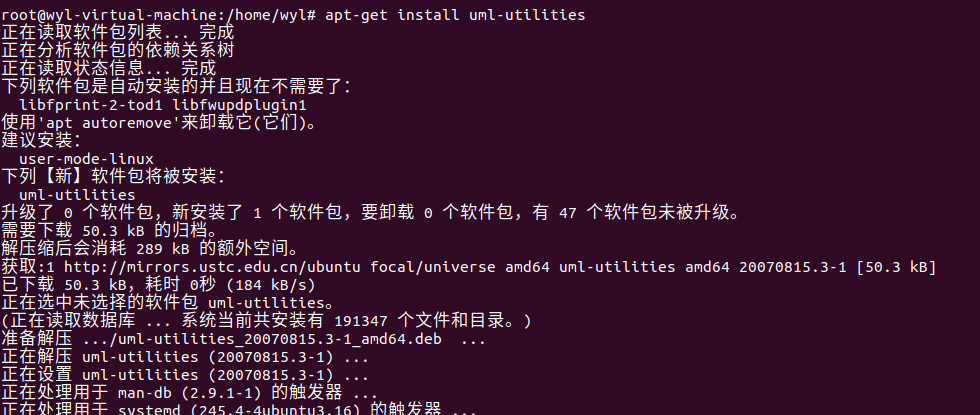 root@wyl-virtual-machine:/home/wyl# apt-get install uml-utilities
正在读取软件包列表... 完成
正在分析软件包的依赖关系树
正在读取状态信息... 完成
下列软件包是自动安装的并且现在不需要了:
  libfprint-2-tod1 libfwupdplugin1
使用'apt autoremove'来卸载它(它们)。
建议安装:
  user-mode-linux
下列【新】软件包将被安装:
  uml-utilities
升级了 0 个软件包，新安装了 1 个软件包，要卸载 0 个软件包，有 47 个软件包未被升级。
需要下载 50.3 kB 的归档。
解压缩后会消耗 289 kB 的额外空间。
获取:1 http://mirrors.ustc.edu.cn/ubuntu focal/universe amd64 uml-utilities amd64 20070815.3-1 [50.3 kB]
已下载 50.3 kB，耗时 0秒 (184 kB/s)
正在选中未选择的软件包 uml-utilities。
(正在读取数据库 ... 系统当前共安装有 191347 个文件和目录。)
准备解压 .../uml-utilities_20070815.3-1_amd64.deb  ...
正在解压 uml-utilities (20070815.3-1) ...
正在设置 uml-utilities (20070815.3-1) ...
正在处理用于 man-db (2.9.1-1) 的触发器 ...
正在处理用于 systemd (245.4-4ubuntu3.16) 的触发器 ...